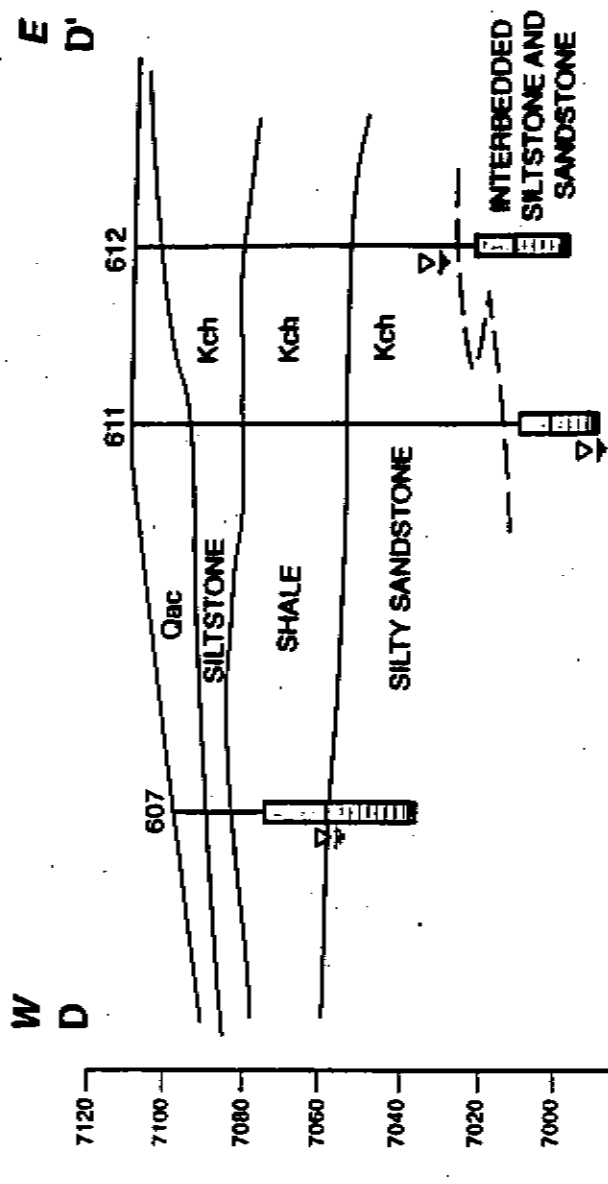 W
D
E
D'
607
611
612
Qac
SILTSTONE
Kch
SHALE
Kch
SILTY SANDSTONE
Kch
INTERBEDDED
SILTSTONE AND
SANDSTONE
7120
7100
7080
7060
7040
7020
7000